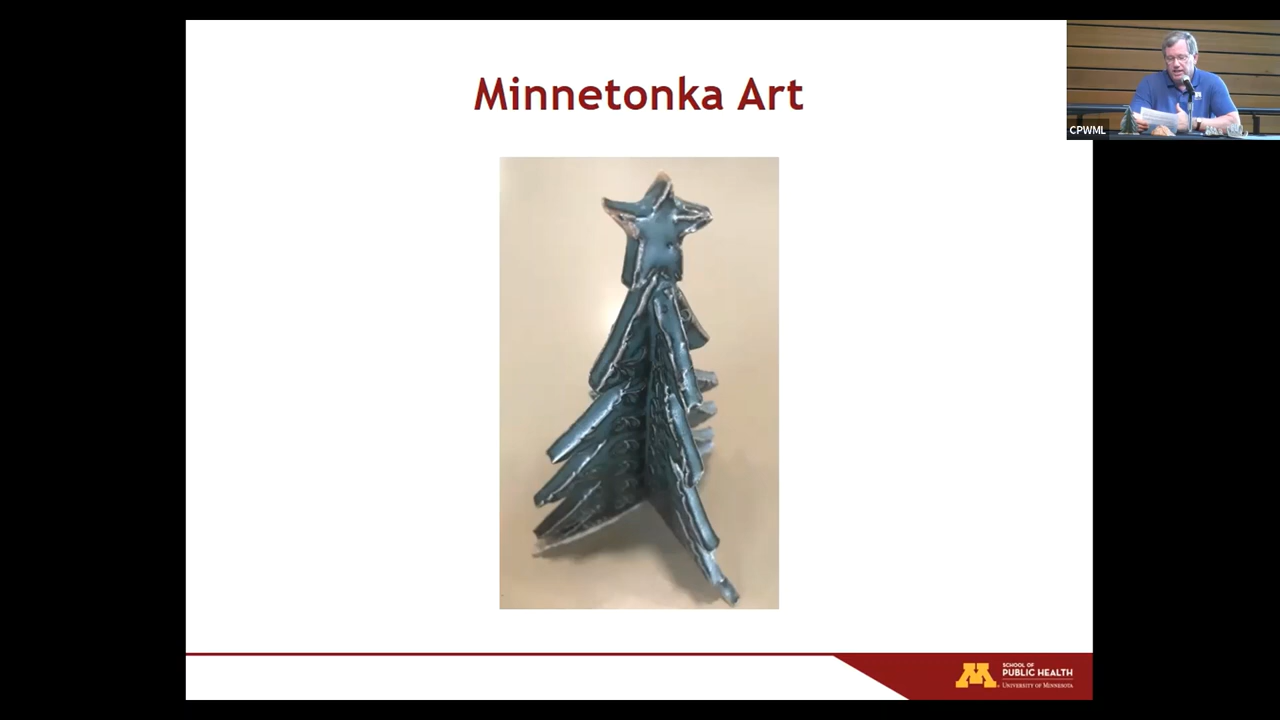 Minnetonka Art
CPWML
SCHOOL OF
PUBLIC HEALTH
UNIVERSITY OF MINNESOTA